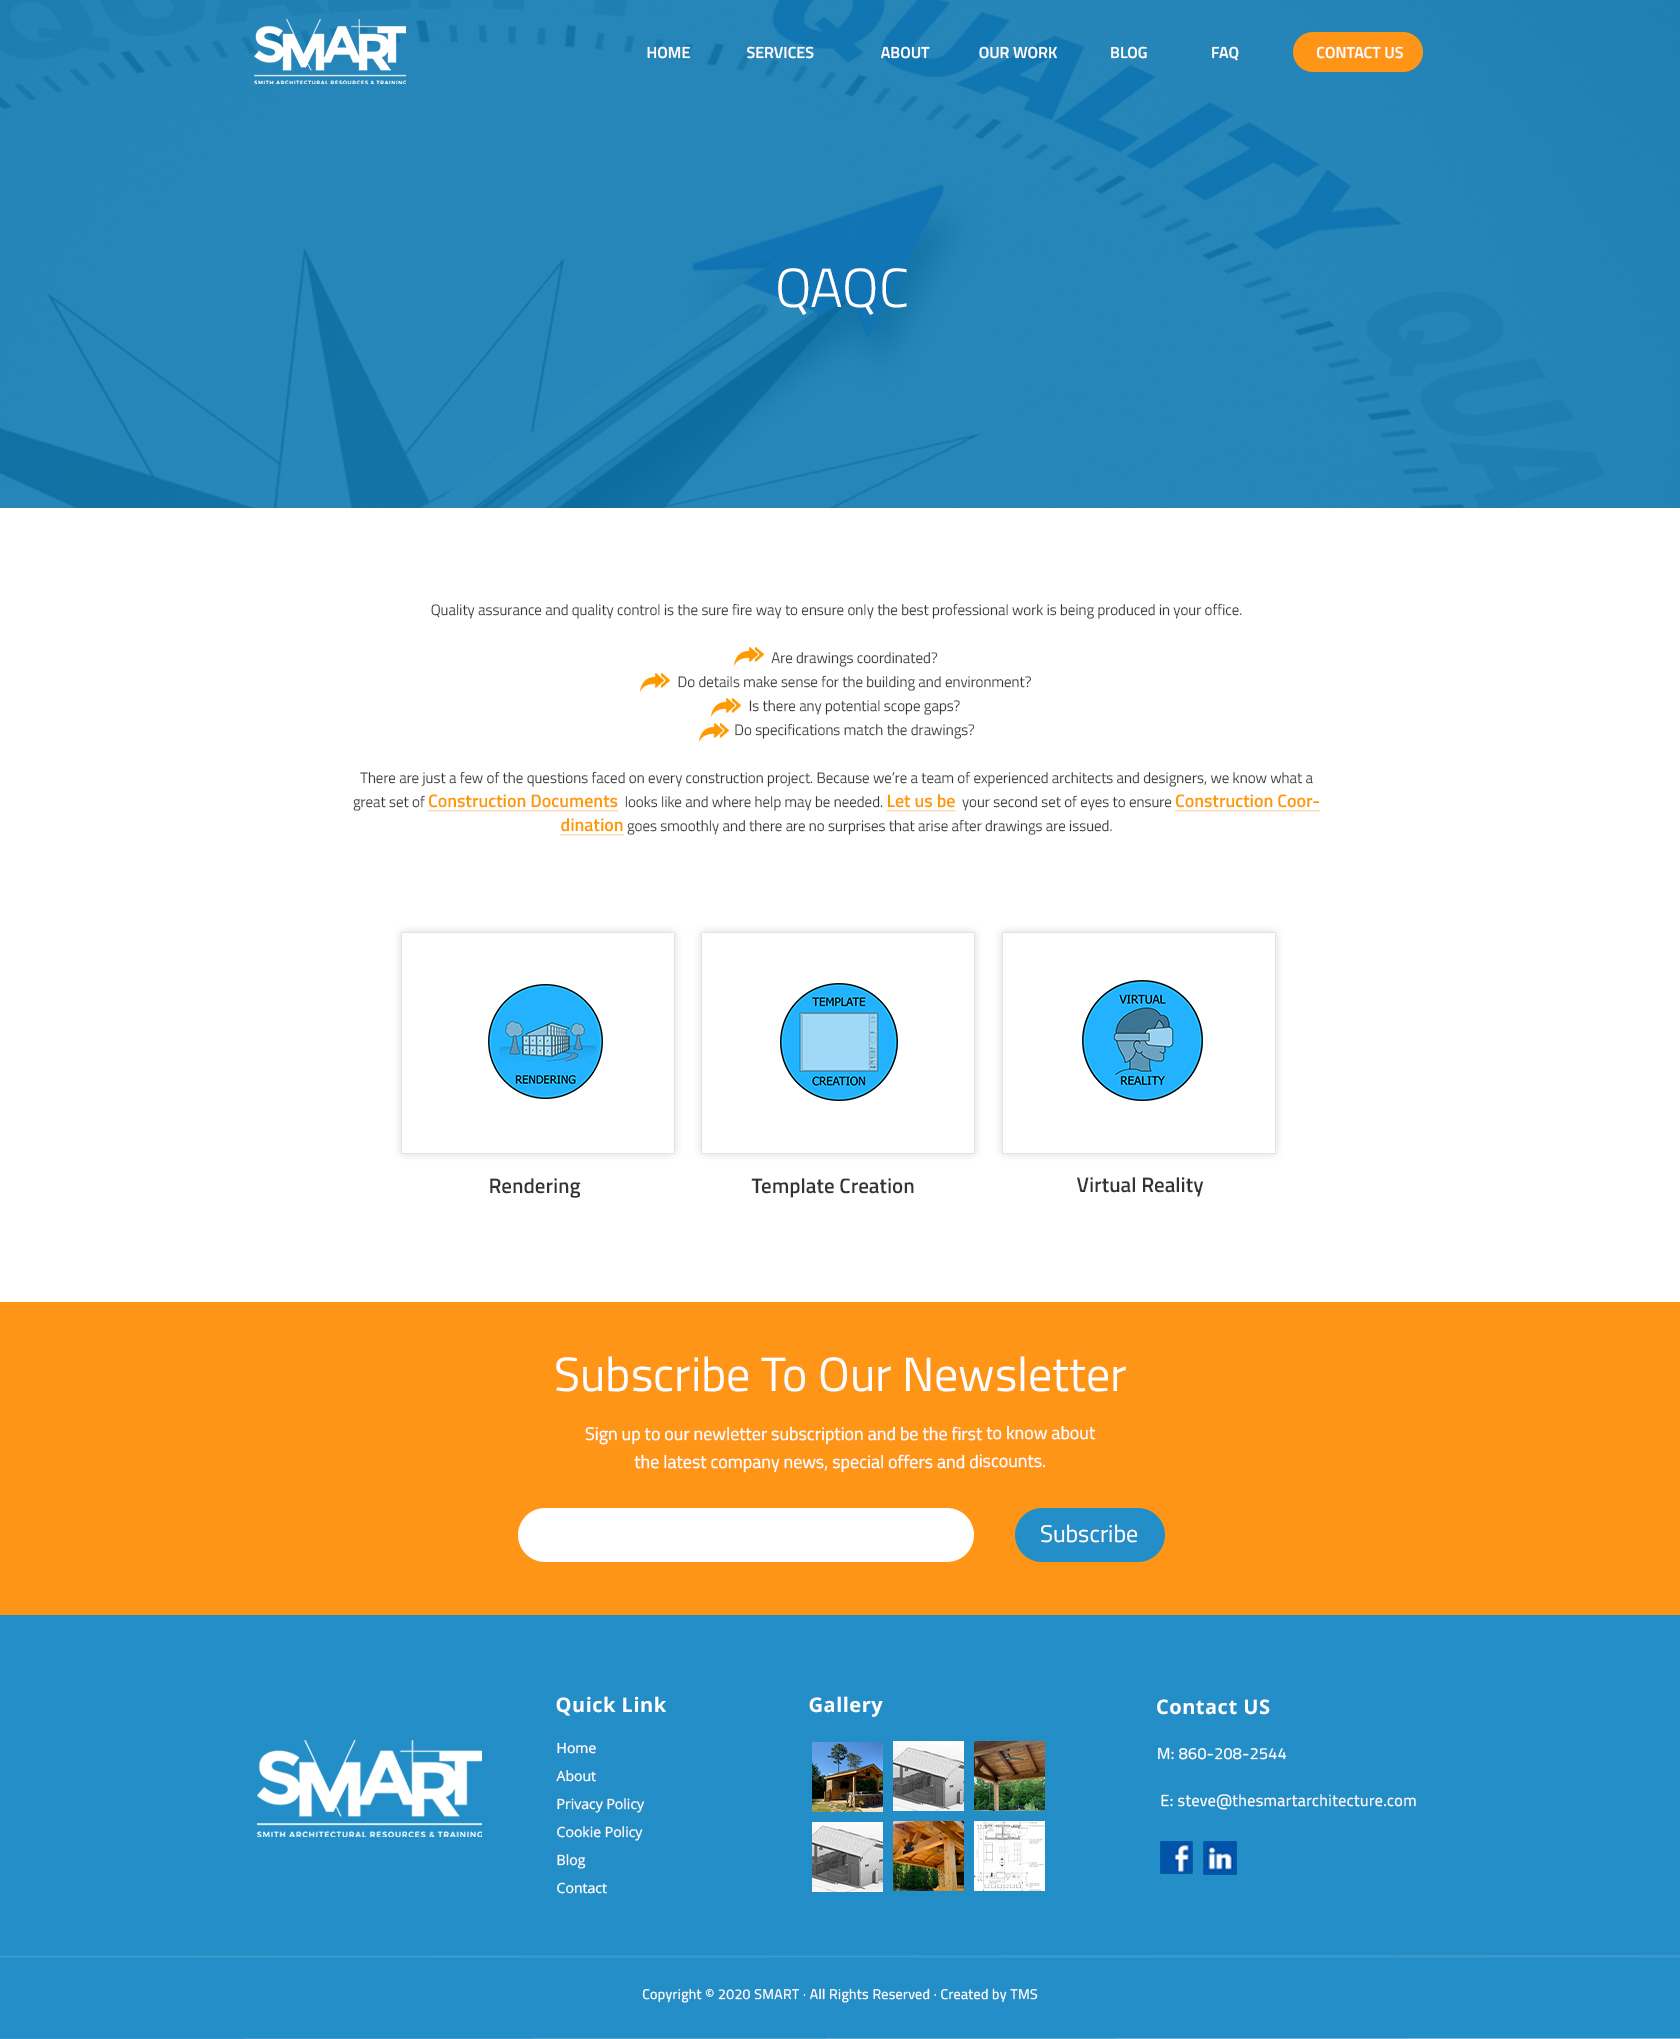 QUALITY
QUALITY
SMART
SMITH ARCHITECTURAL RESOURCES & TRAINING
HOME SERVICES ABOUT OUR WORK BLOG FAQ CONTACT US
QUA
QAQC
Quality assurance and quality control is the sure fire way to ensure only the best professional work is being produced in your office.
Are drawings coordinated?
Do details make sense for the building and environment?
Is there any potential scope gaps?
Do specifications match the drawings?
There are just a few of the questions faced on every construction project. Because we're a team of experienced architects and designers, we know what a
great set of Construction Documents looks like and where help may be needed. Let us be your second set of eyes to ensure Construction Coor-
dination goes smoothly and there are no surprises that arise after drawings are issued.
RENDERING
TEMPLATE
CREATION
VIRTUAL
REALITY
Rendering
Template Creation
Virtual Reality
Subscribe To Our Newsletter
Sign up to our newletter subscription and be the first to know about
the latest company news, special offers and discounts.
Subscribe
SMART
SMITH ARCHITECTURAL RESOURCES & TRAINING
Quick Link
Home
About
Privacy Policy
Cookie Policy
Blog
Contact
Gallery
Contact US
M: 860-208-2544
E: steve@thesmartarchitecture.com
f in
Copyright © 2020 SMART · All Rights Reserved · Created by TMS